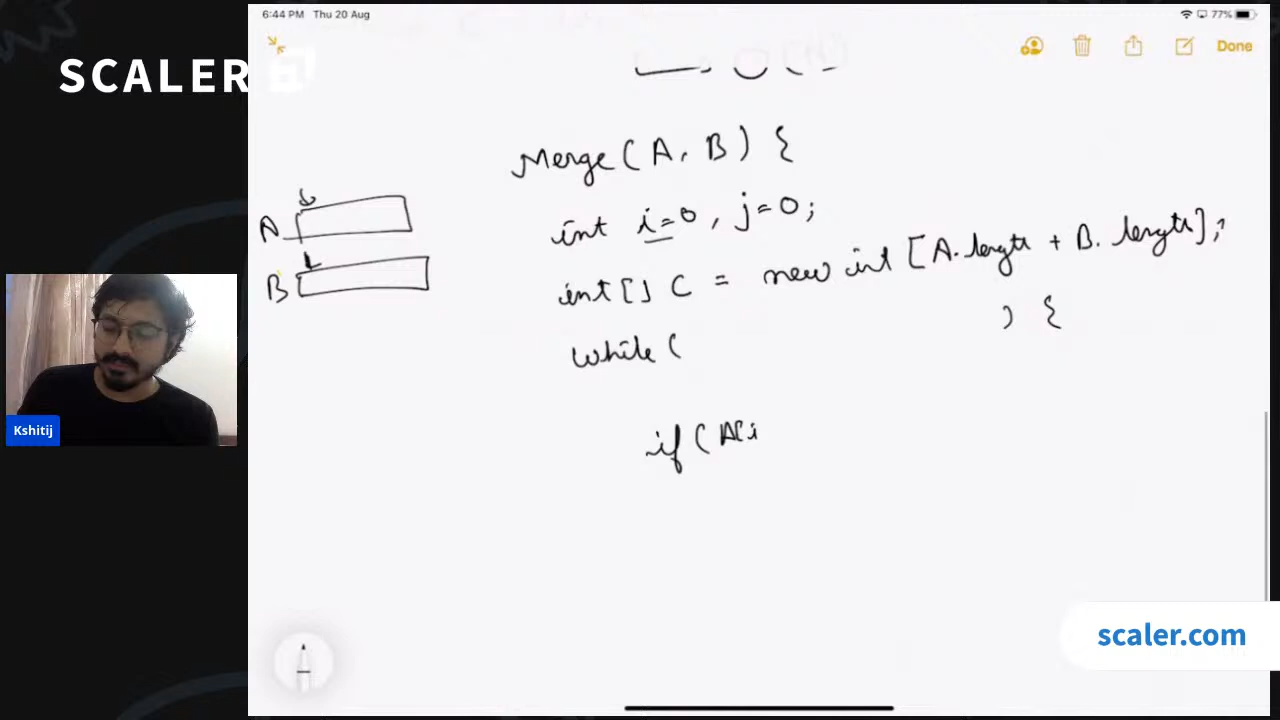 6:44 PM Thu 20 Aug
77%
Done
SCALER
Merge (A, B) {
int i=0, j=0;
int[] C = new int [A.length + B.length];
while ( ) {
if (A[i
A
B
Kshitij
scaler.com